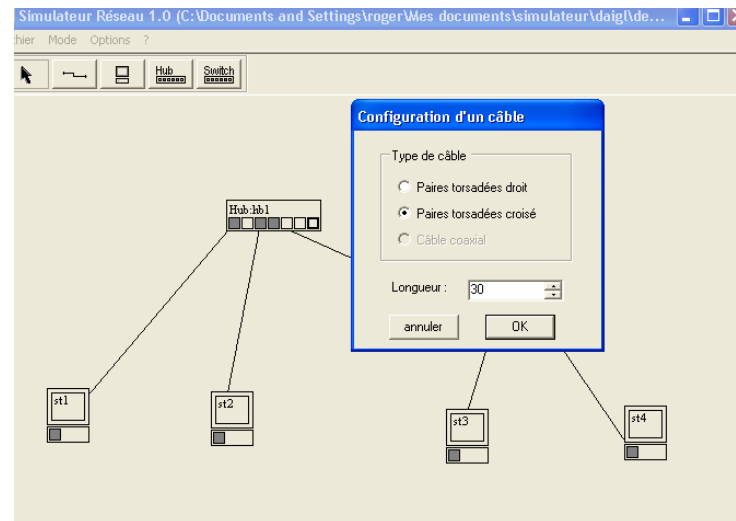 Simulateur Réseau 1.0 (C:\Documents and Settings\roger\Mes documents\simulateur\daigl\de...
hier Mode Options ?
Hub Switch
Configuration d'un câble
Type de câble
Paires torsadées droit
Paires torsadées croisé
Câble coaxial
Longueur : 30
annuler OK
Hub:hb1
st1
st2
st3
st4